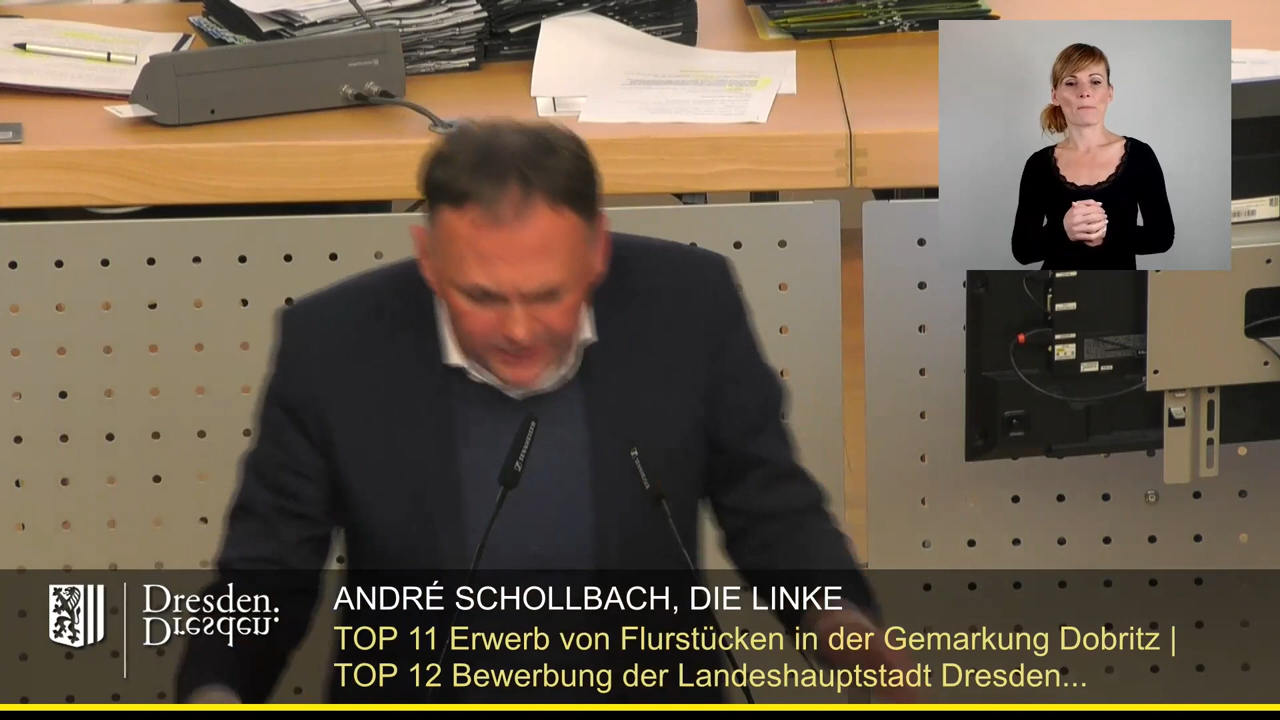 SENNHEISER
Dresden.
Dresden.
ANDRÉ SCHOLLBACH, DIE LINKE
TOP 11 Erwerb von Flurstücken in der Gemarkung Dobritz |
TOP 12 Bewerbung der Landeshauptstadt Dresden...